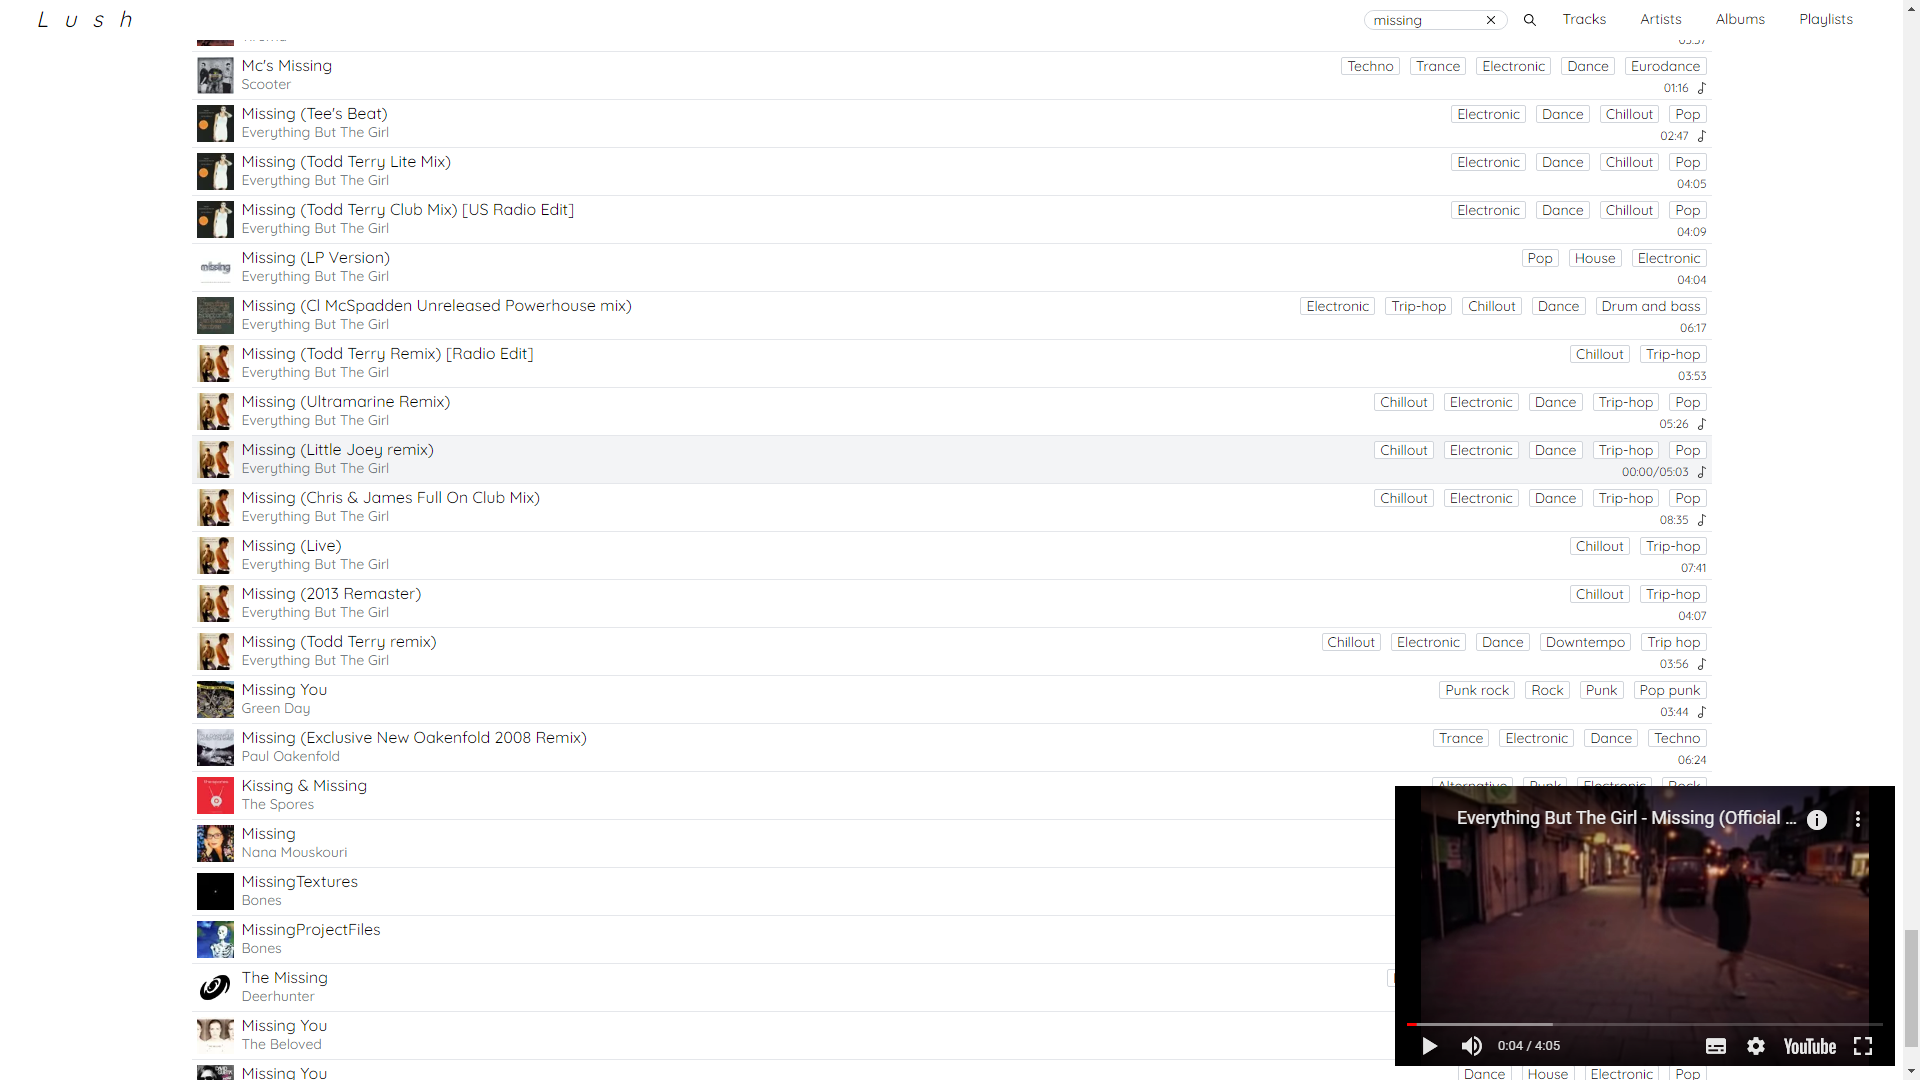 Lush
missing
Tracks
Artists
Albums
Playlists
Mc's Missing
Scooter
Techno Trance Electronic Dance Eurodance
01:16
Missing (Tee's Beat)
Everything But The Girl
Electronic Dance Chillout Pop
02:47
Missing (Todd Terry Lite Mix)
Everything But The Girl
Electronic Dance Chillout Pop
04:05
Missing (Todd Terry Club Mix) [US Radio Edit]
Everything But The Girl
Electronic Dance Chillout Pop
04:09
missing
Missing (LP Version)
Everything But The Girl
Pop House Electronic
04:04
Missing (Cl McSpadden Unreleased Powerhouse mix)
Everything But The Girl
Electronic Trip-hop Chillout Dance Drum and bass
06:17
Missing (Todd Terry Remix) [Radio Edit]
Everything But The Girl
Chillout Trip-hop
03:53
Missing (Ultramarine Remix)
Everything But The Girl
Chillout Electronic Dance Trip-hop Pop
05:26
Missing (Little Joey remix)
Everything But The Girl
Chillout Electronic Dance Trip-hop Pop
00:00/05:03
Missing (Chris & James Full On Club Mix)
Everything But The Girl
Chillout Electronic Dance Trip-hop Pop
08:35
Missing (Live)
Everything But The Girl
Chillout Trip-hop
07:41
Missing (2013 Remaster)
Everything But The Girl
Chillout Trip-hop
04:07
Missing (Todd Terry remix)
Everything But The Girl
Chillout Electronic Dance Downtempo Trip hop
03:56
Missing You
Green Day
Punk rock Rock Punk Pop punk
03:44
Missing (Exclusive New Oakenfold 2008 Remix)
Paul Oakenfold
Trance Electronic Dance Techno
06:24
Kissing & Missing
The Spores
Alternative Punk Electronic Rock
Missing
Nana Mouskouri
MissingTextures
Bones
MissingProjectFiles
Bones
The Missing
Deerhunter
Missing You
The Beloved
Missing You
Dance House Electronic Pop
Everything But The Girl - Missing (Official ...
0:04 / 4:05
YouTube